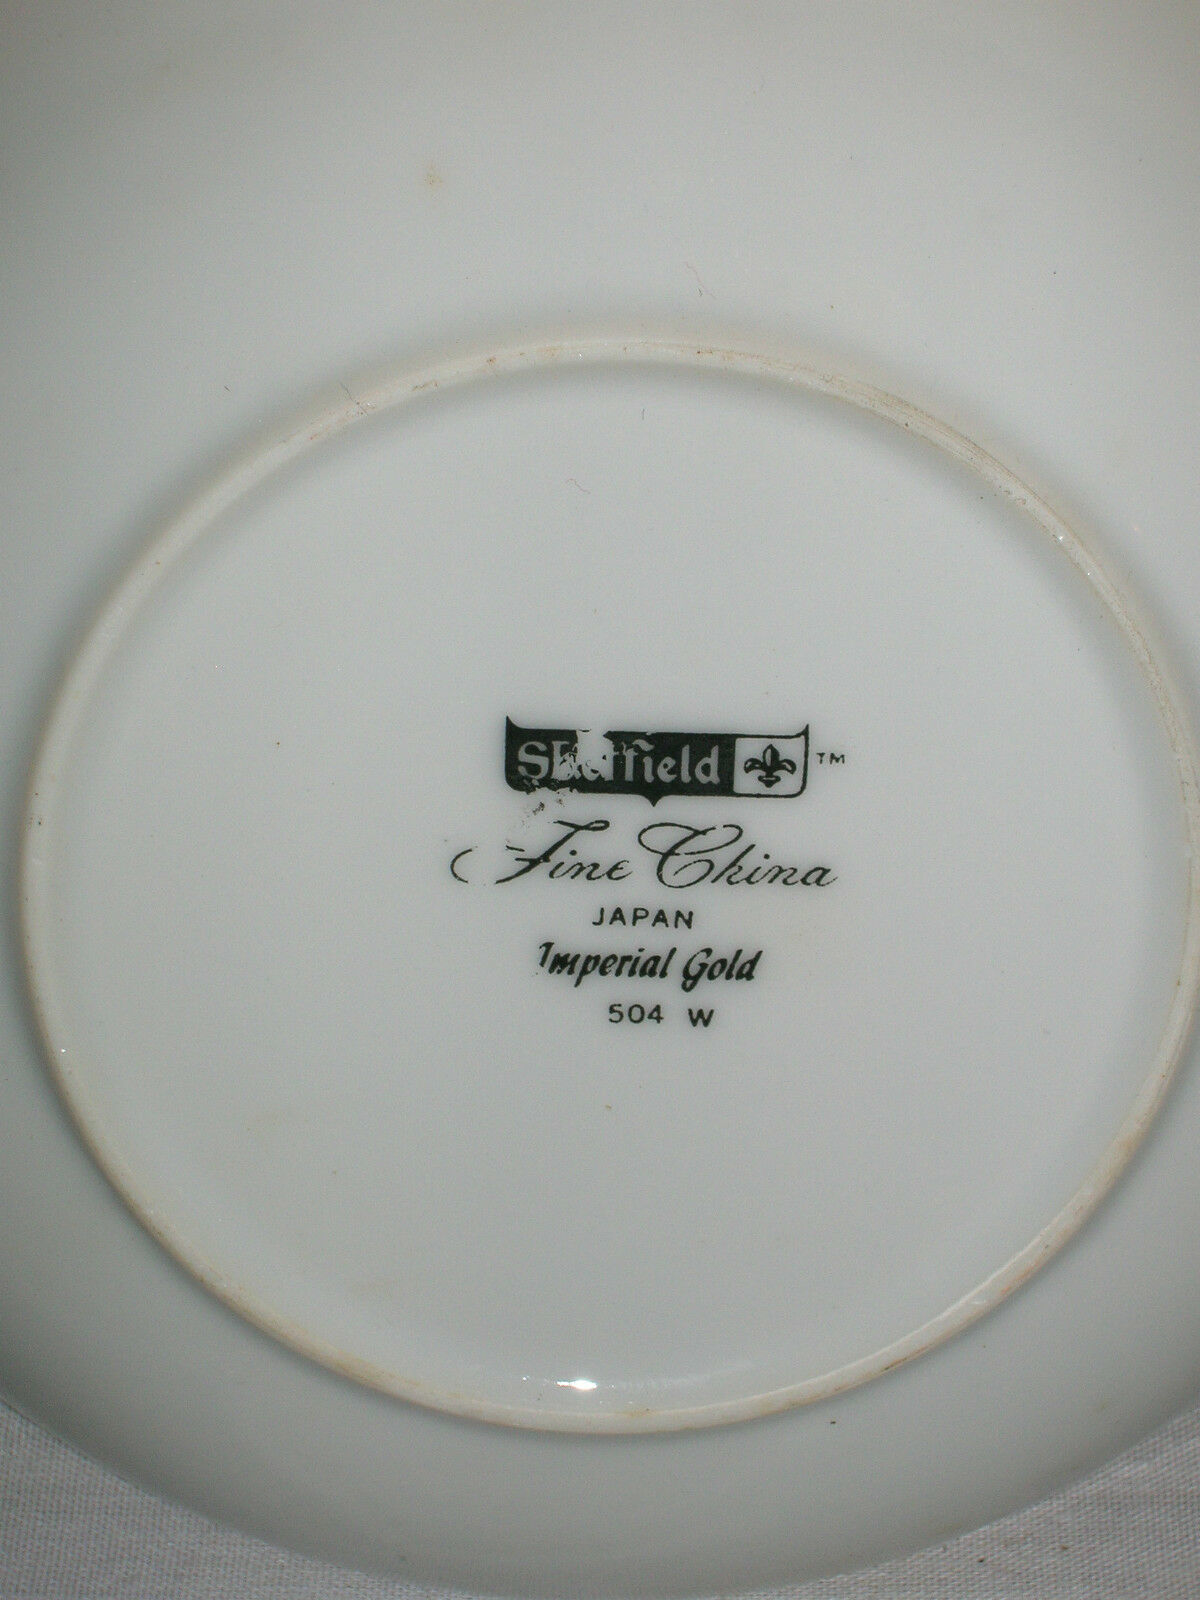 Sheffield ™
Fine China
JAPAN
Imperial Gold
504 W